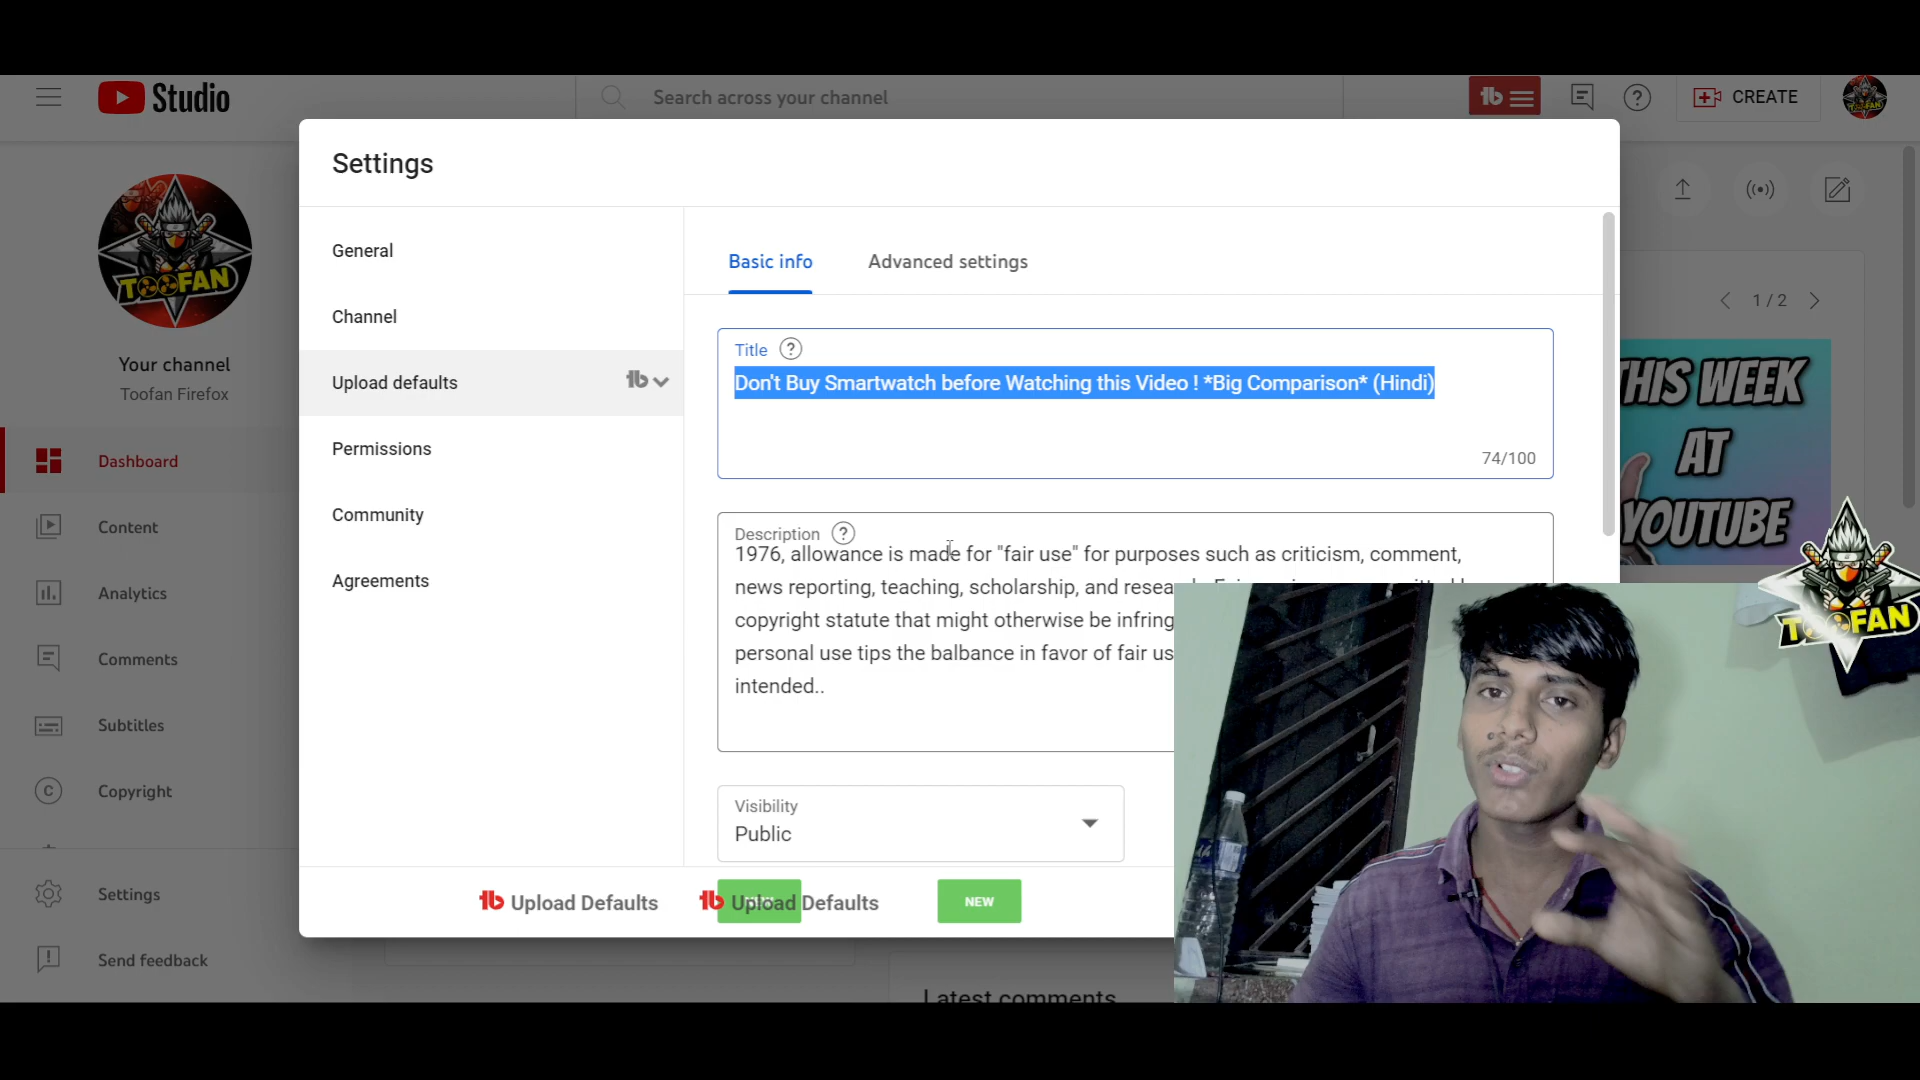 Studio
Search across your channel
CREATE
Settings
TOOFAN
Your channel
Toofan Firefox
Dashboard
Content
Analytics
Comments
Subtitles
Copyright
Settings
Send feedback
General
Channel
Upload defaults
Permissions
Community
Agreements
Basic info
Advanced settings
Title
Don't Buy Smartwatch before Watching this Video ! *Big Comparison* (Hindi)
74/100
Description
1976, allowance is made for "fair use" for purposes such as criticism, comment,
news reporting, teaching, scholarship, and resear
copyright statute that might otherwise be infring
personal use tips the balbance in favor of fair us
intended..
Visibility
Public
Upload Defaults
Upload Defaults
NEW
1 / 2
THIS WEEK
AT
YOUTUBE
TOOFAN
Latest comments